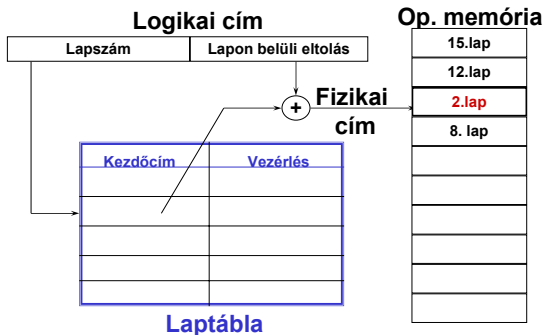 Logikai cím
Lapszám
Lapon belüli eltolás
Op. memória
15.lap
12.lap
2.lap
8. lap
+
Fizikai
cím
Kezdőcím
Vezérlés
Laptábla